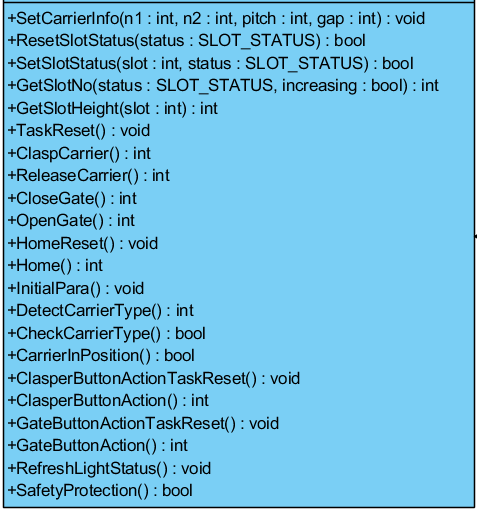 +SetCarrierInfo(n1 : int, n2 : int, pitch : int, gap : int) : void
+ResetSlotStatus(status : SLOT_STATUS) : bool
+SetSlotStatus(slot : int, status : SLOT_STATUS) : bool
+GetSlotNo(status : SLOT_STATUS, increasing : bool) : int
+GetSlotHeight(slot : int) : int
+TaskReset() : void
+ClaspCarrier() : int
+ReleaseCarrier() : int
+CloseGate() : int
+OpenGate() : int
+HomeReset() : void
+Home() : int
+InitialPara() : void
+DetectCarrierType() : int
+CheckCarrierType() : bool
+CarrierInPosition() : bool
+ClasperButtonActionTaskReset() : void
+ClasperButtonAction() : int
+GateButtonActionTaskReset() : void
+GateButtonAction() : int
+RefreshLightStatus() : void
+SafetyProtection() : bool